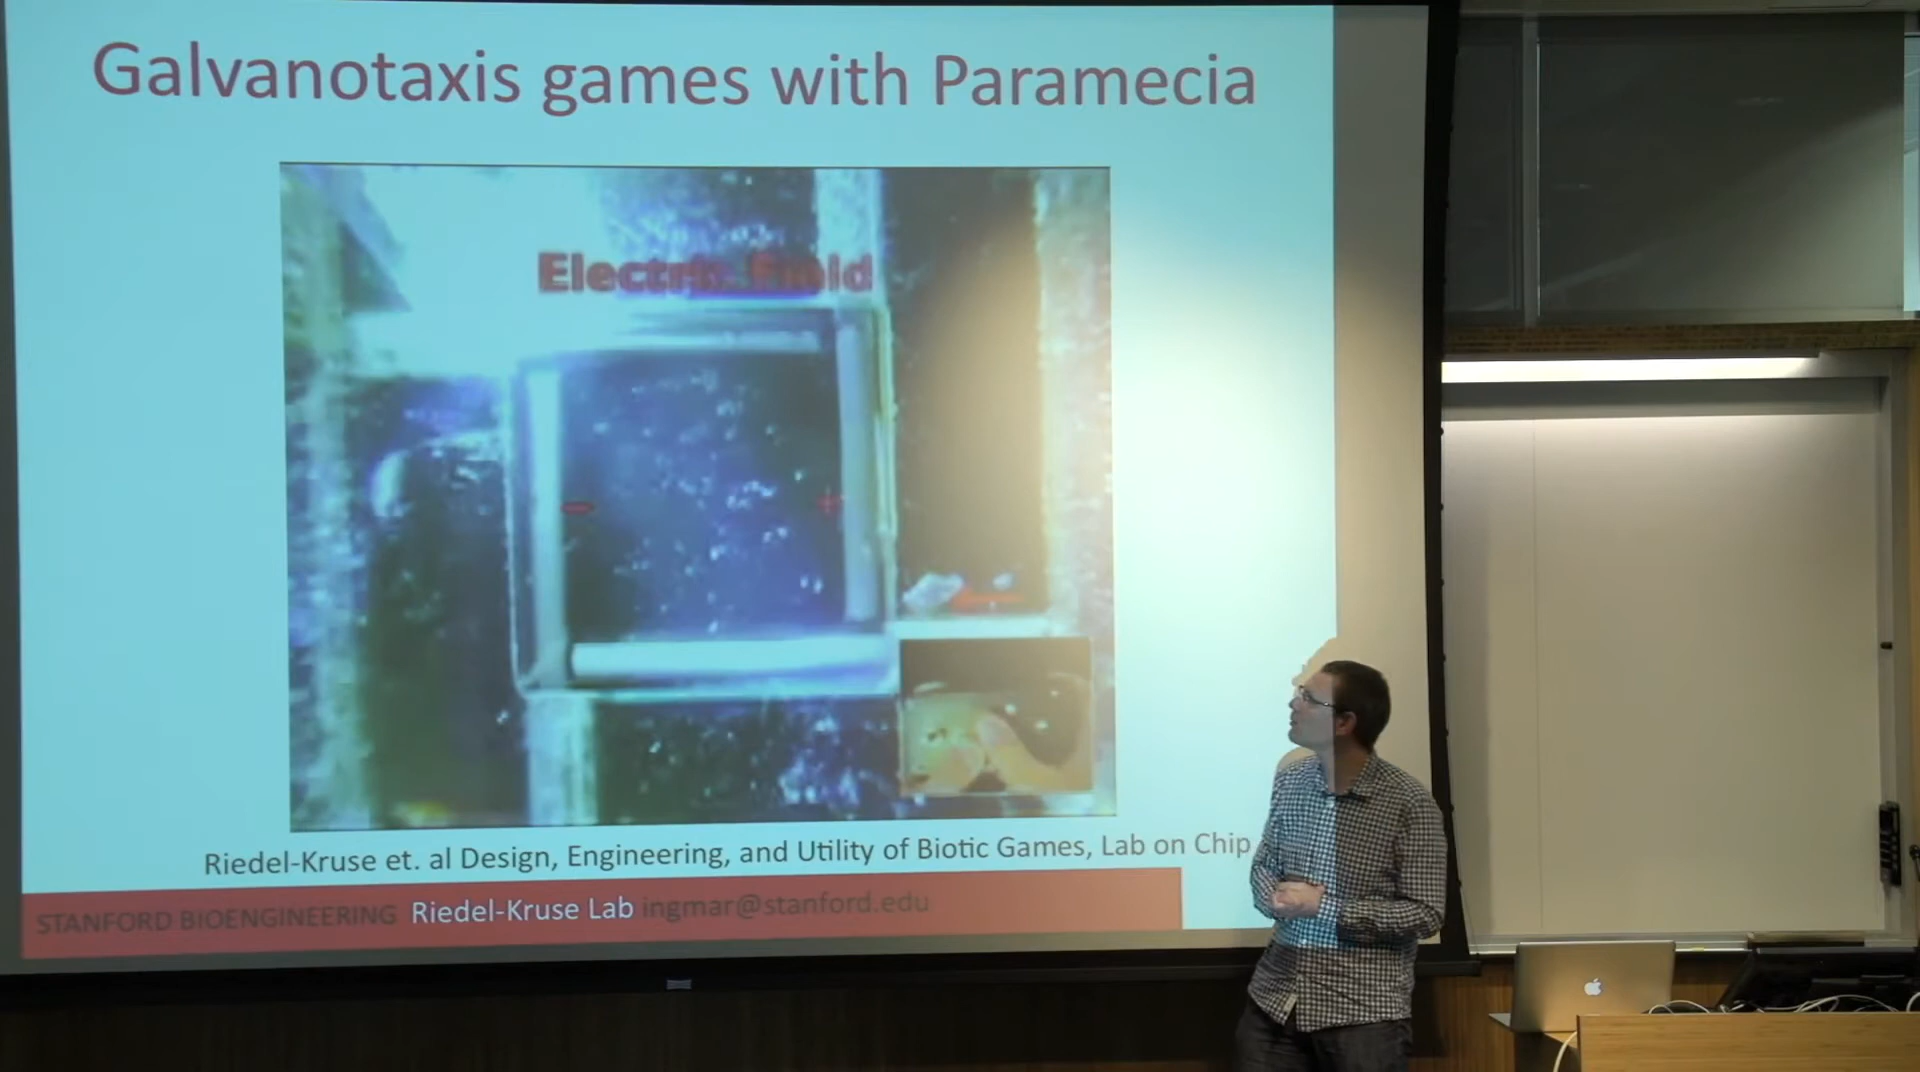 Galvanotaxis games with Paramecia
Electric Field
-
+
Riedel-Kruse et. al Design, Engineering, and Utility of Biotic Games, Lab on Chip
STANFORD BIOENGINEERING Riedel-Kruse Lab ingmar@stanford.edu